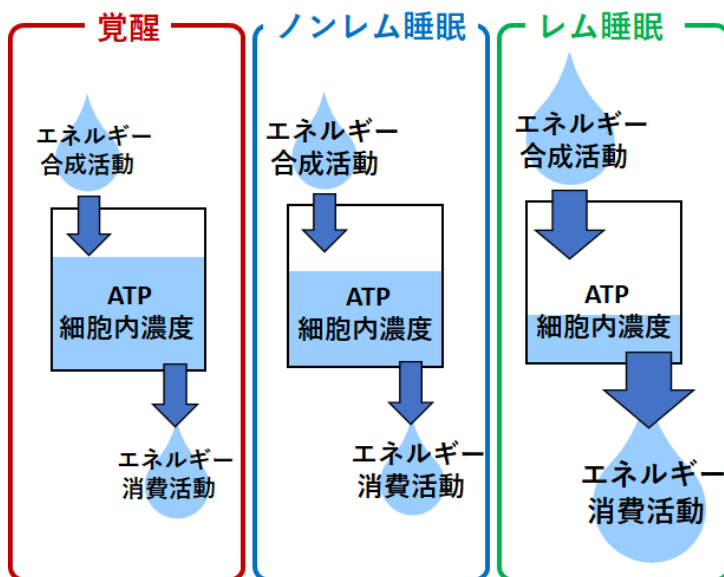 覚醒
エネルギー
合成活動
ATP
細胞内濃度
エネルギー
消費活動
ノンレム睡眠
エネルギー
合成活動
ATP
細胞内濃度
エネルギー
消費活動
レム睡眠
エネルギー
合成活動
ATP
細胞内濃度
エネルギー
消費活動